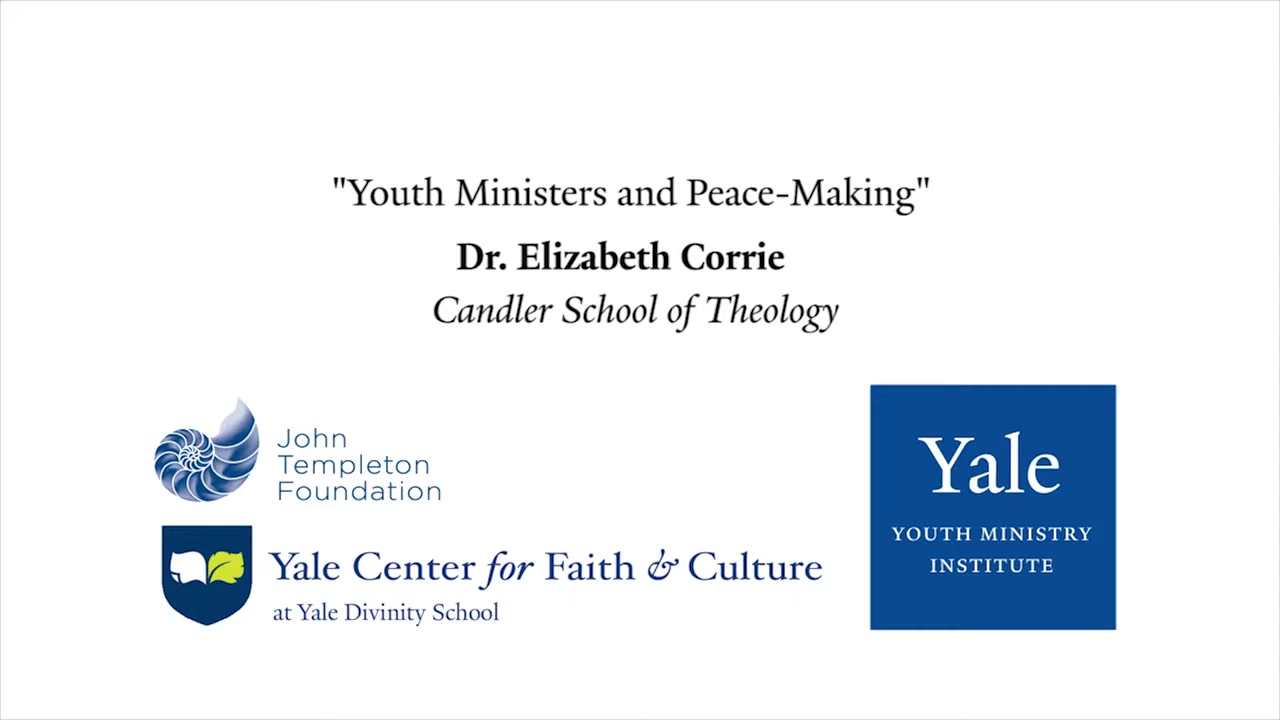 "Youth Ministers and Peace-Making"
Dr. Elizabeth Corrie
Candler School of Theology
John
Templeton
Foundation
Yale Center for Faith & Culture
at Yale Divinity School
Yale
YOUTH MINISTRY
INSTITUTE